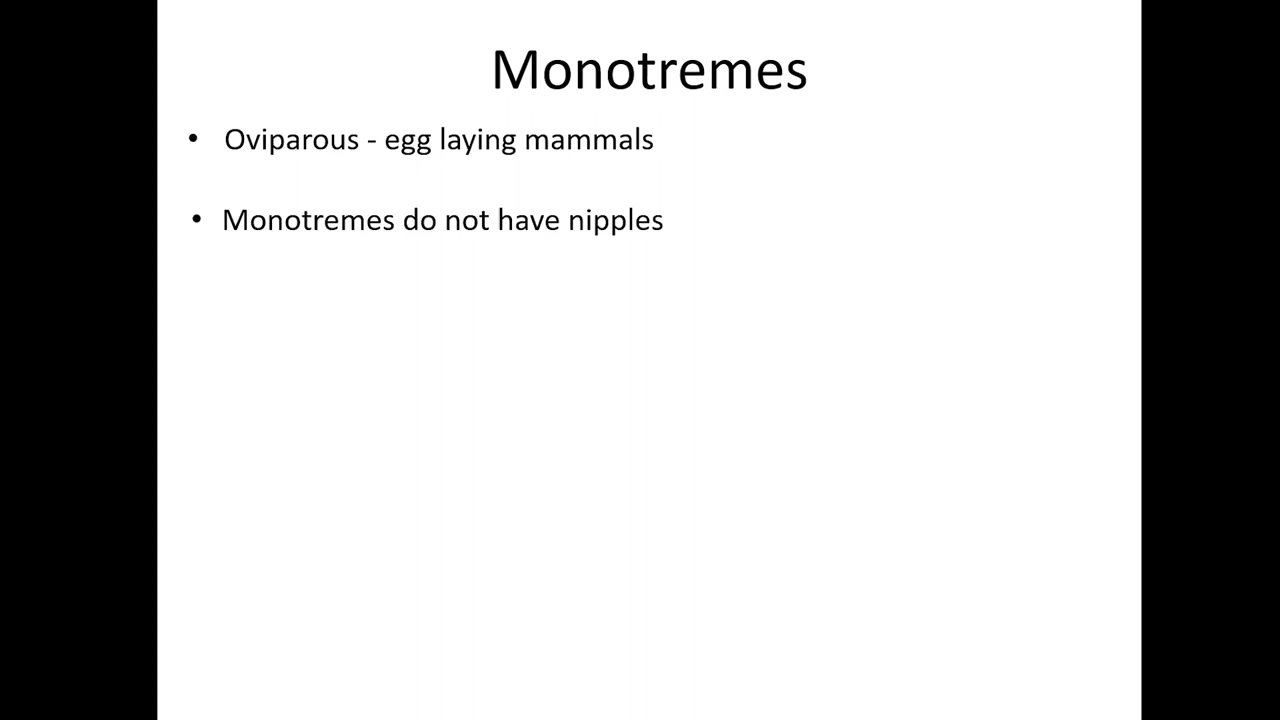 Monotremes
• Oviparous - egg laying mammals
• Monotremes do not have nipples